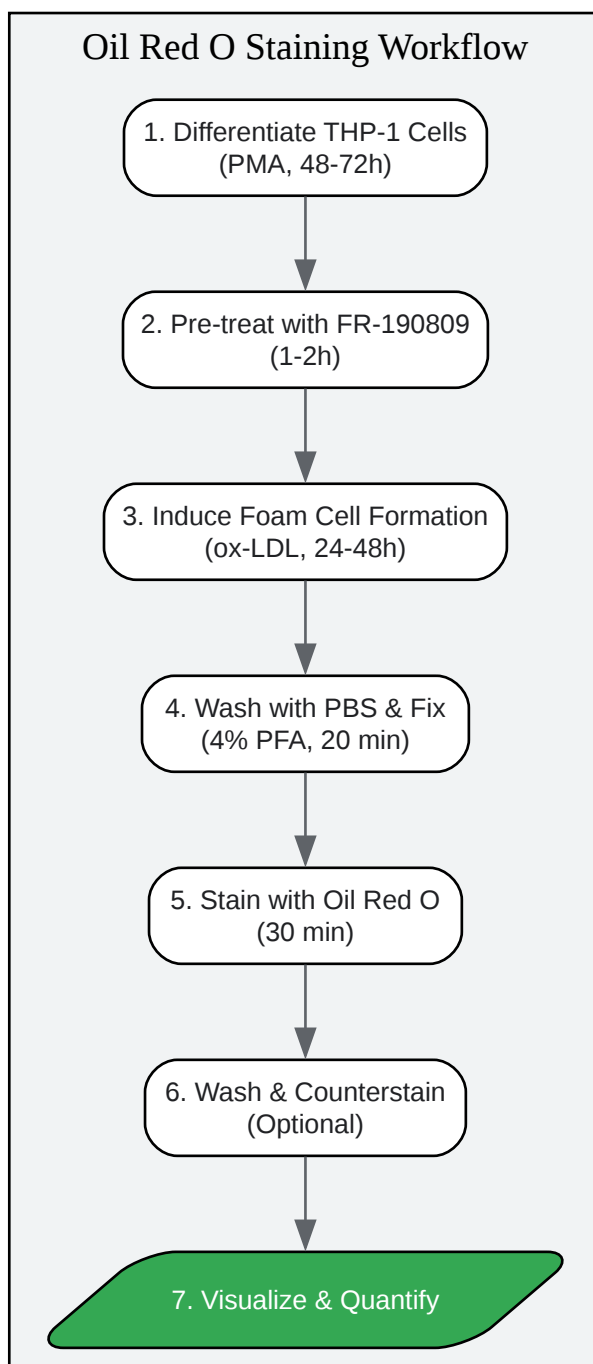 Oil Red O Staining Workflow
1. Differentiate THP-1 Cells
(PMA, 48-72h)
2. Pre-treat with FR-190809
(1-2h)
3. Induce Foam Cell Formation
(ox-LDL, 24-48h)
4. Wash with PBS & Fix
(4% PFA, 20 min)
5. Stain with Oil Red O
(30 min)
6. Wash & Counterstain
(Optional)
7. Visualize & Quantify